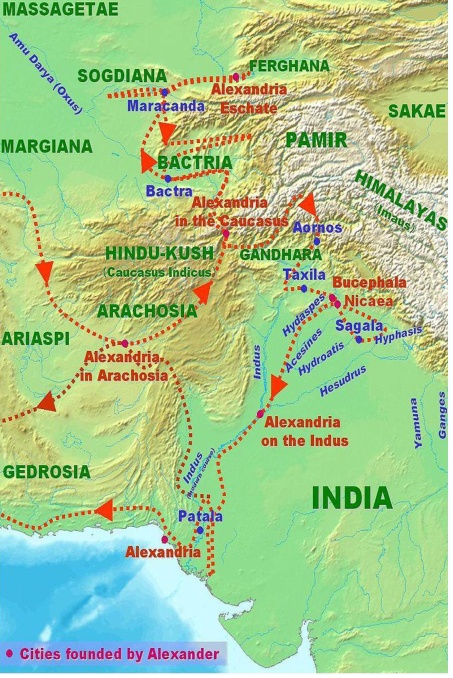 MASSAGETAE
Amu Darya (Oxus)
SOGDIANA
FERGHANA
Alexandria
Eschate
Maracanda
SAKAE
MARGIANA
PAMIR
BACTRIA
Bactra
HIMALAYAS
(Imaus)
Alexandria
in the Caucasus
Aornos
HINDU-KUSH
(Caucasus Indicus)
GANDHARA
Taxila
Bucephala
Nicaea
ARACHOSIA
Hydaspes
Sagala
Hyphasis
ARIASPI
Alexandria
in Arachosia
Acesines
Hydroatis
Indus
Hesudrus
Yamuna
Ganges
Alexandria
on the Indus
GEDROSIA
Indus
INDIA
Patala
Alexandria
Cities founded by Alexander